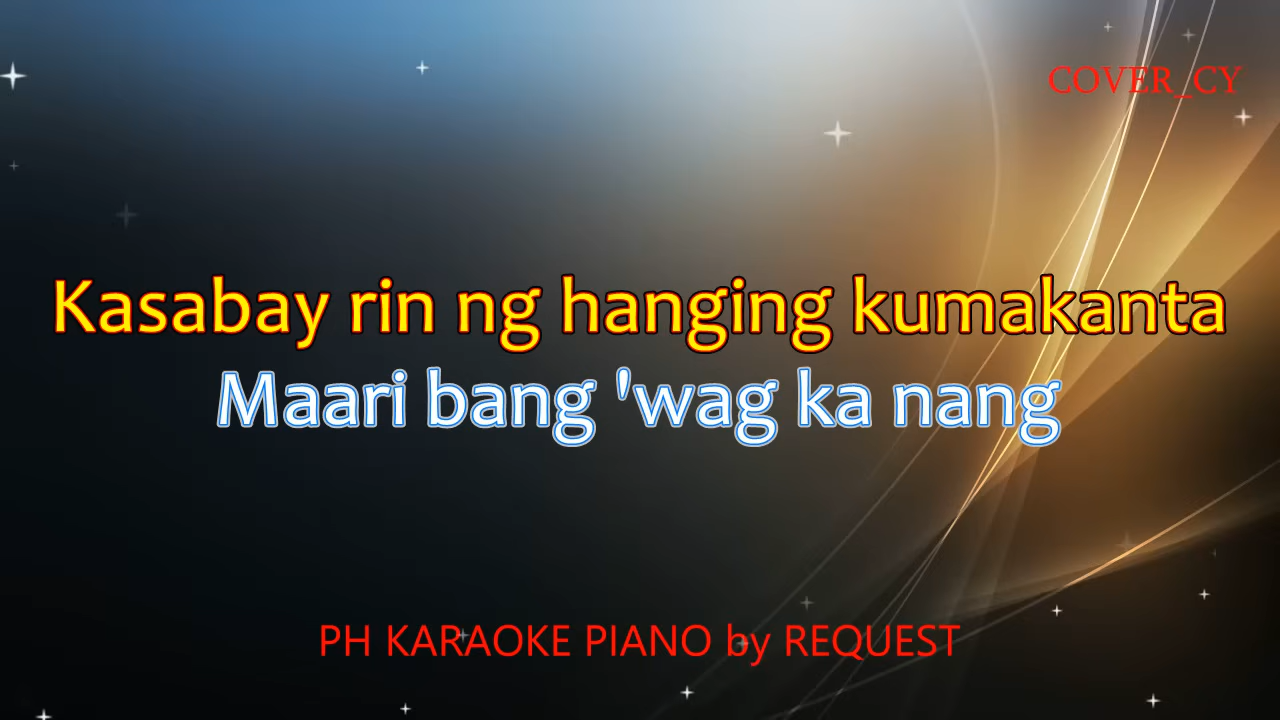 COVER_CY
Kasabay rin ng hanging kumakanta
Maari bang 'wag ka nang
PH KARAOKE PIANO by REQUEST